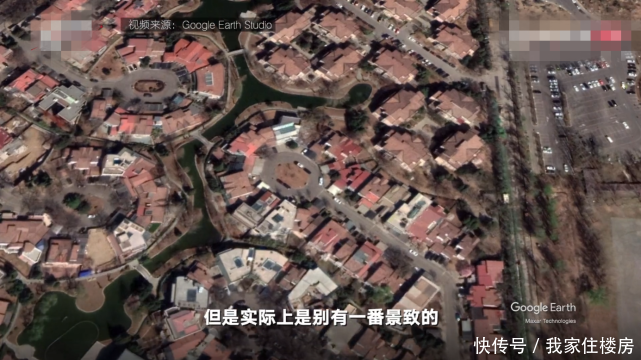 视频来源：Google Earth Studio
Google Earth
Maxar Technologies
但是实际上是别有一番景致的
快传号 / 我家住楼房